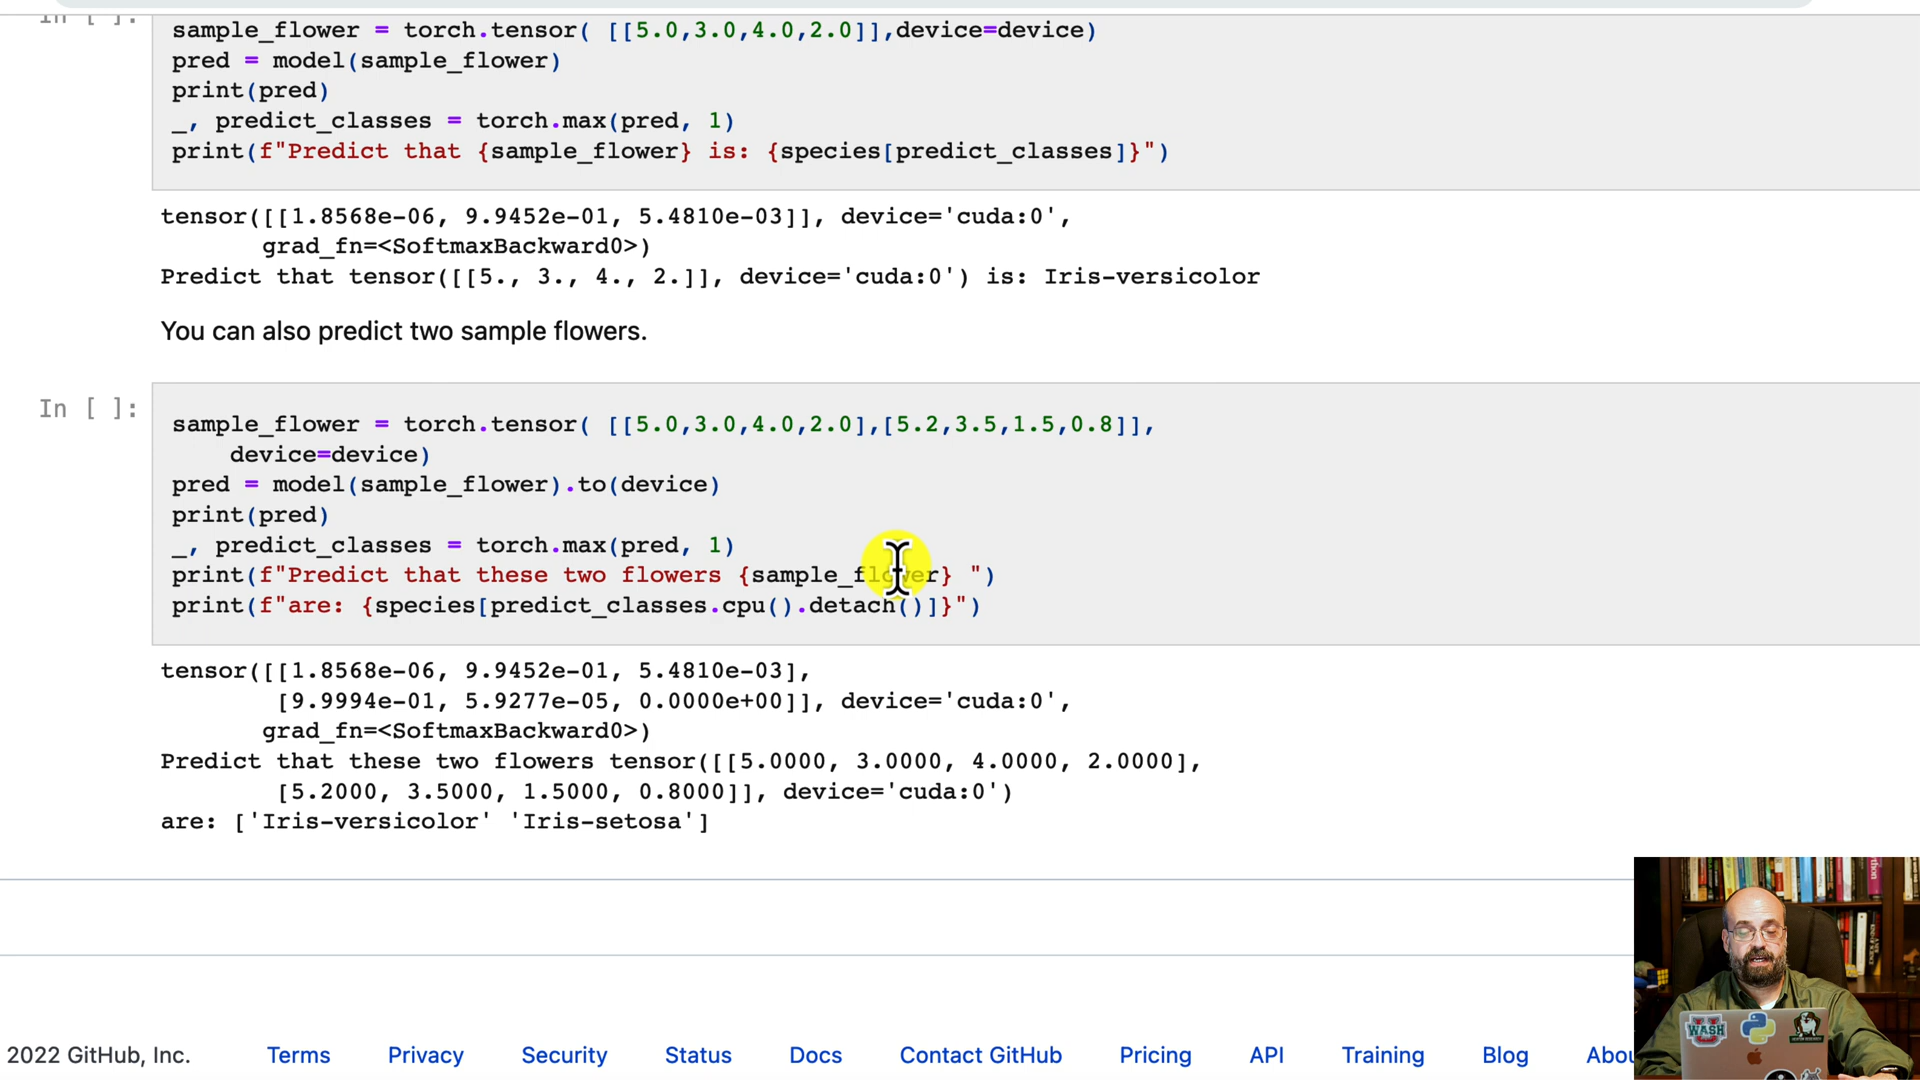 In [ ]:
sample_flower = torch.tensor( [[5.0,3.0,4.0,2.0]],device=device)
pred = model(sample_flower)
print(pred)
_, predict_classes = torch.max(pred, 1)
print(f"Predict that {sample_flower} is: {species[predict_classes]}")
tensor([[1.8568e-06, 9.9452e-01, 5.4810e-03]], device='cuda:0',
grad_fn=<SoftmaxBackward0>)
Predict that tensor([[5., 3., 4., 2.]], device='cuda:0') is: Iris-versicolor
You can also predict two sample flowers.
In [ ]:
sample_flower = torch.tensor( [[5.0,3.0,4.0,2.0],[5.2,3.5,1.5,0.8]],
device=device)
pred = model(sample_flower).to(device)
print(pred)
_, predict_classes = torch.max(pred, 1)
print(f"Predict that these two flowers {sample_flower} ")
print(f"are: {species[predict_classes.cpu().detach()]}")
tensor([[1.8568e-06, 9.9452e-01, 5.4810e-03],
[9.9994e-01, 5.9277e-05, 0.0000e+00]], device='cuda:0',
grad_fn=<SoftmaxBackward0>)
Predict that these two flowers tensor([[5.0000, 3.0000, 4.0000, 2.0000],
[5.2000, 3.5000, 1.5000, 0.8000]], device='cuda:0')
are: ['Iris-versicolor' 'Iris-setosa']
2022 GitHub, Inc. Terms Privacy Security Status Docs Contact GitHub Pricing API Training Blog Abou
WASH